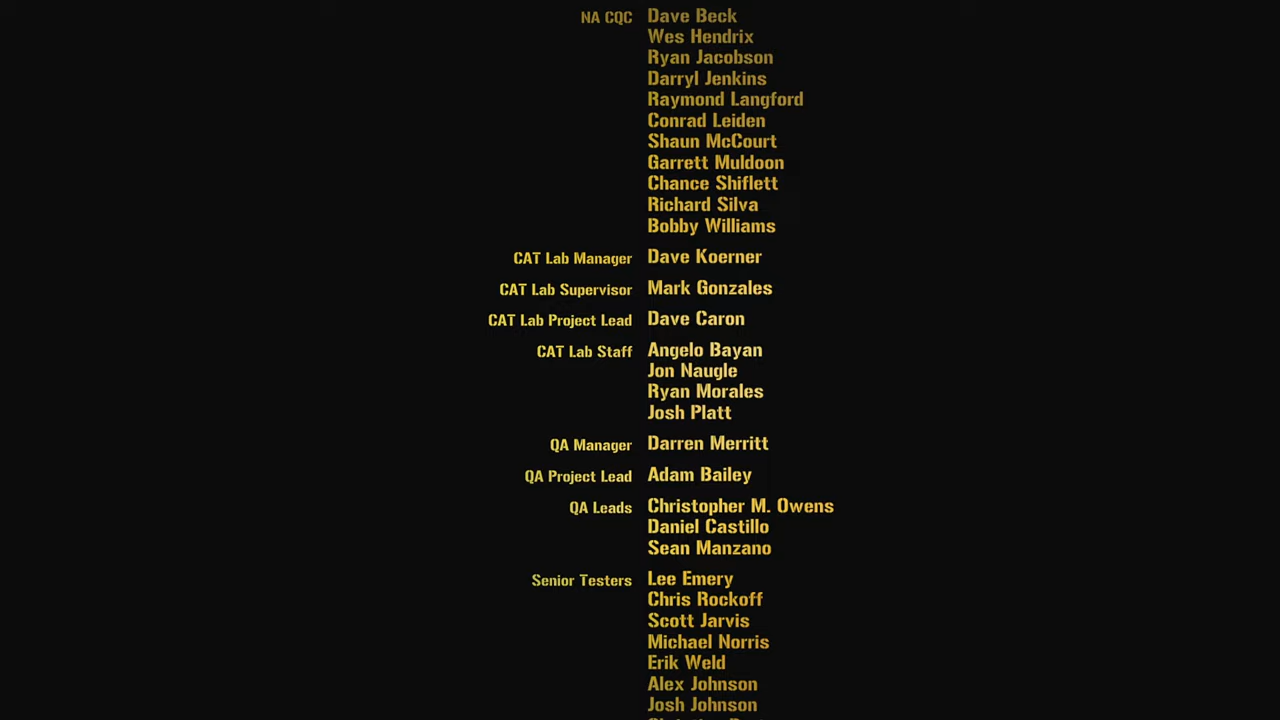 NA CQC Dave Beck
Wes Hendrix
Ryan Jacobson
Darryl Jenkins
Raymond Langford
Conrad Leiden
Shaun McCourt
Garrett Muldoon
Chance Shiflett
Richard Silva
Bobby Williams
CAT Lab Manager Dave Koerner
CAT Lab Supervisor Mark Gonzales
CAT Lab Project Lead Dave Caron
CAT Lab Staff Angelo Bayan
Jon Naugle
Ryan Morales
Josh Platt
QA Manager Darren Merritt
QA Project Lead Adam Bailey
QA Leads Christopher M. Owens
Daniel Castillo
Sean Manzano
Senior Testers Lee Emery
Chris Rockoff
Scott Jarvis
Michael Norris
Erik Weld
Alex Johnson
Josh Johnson